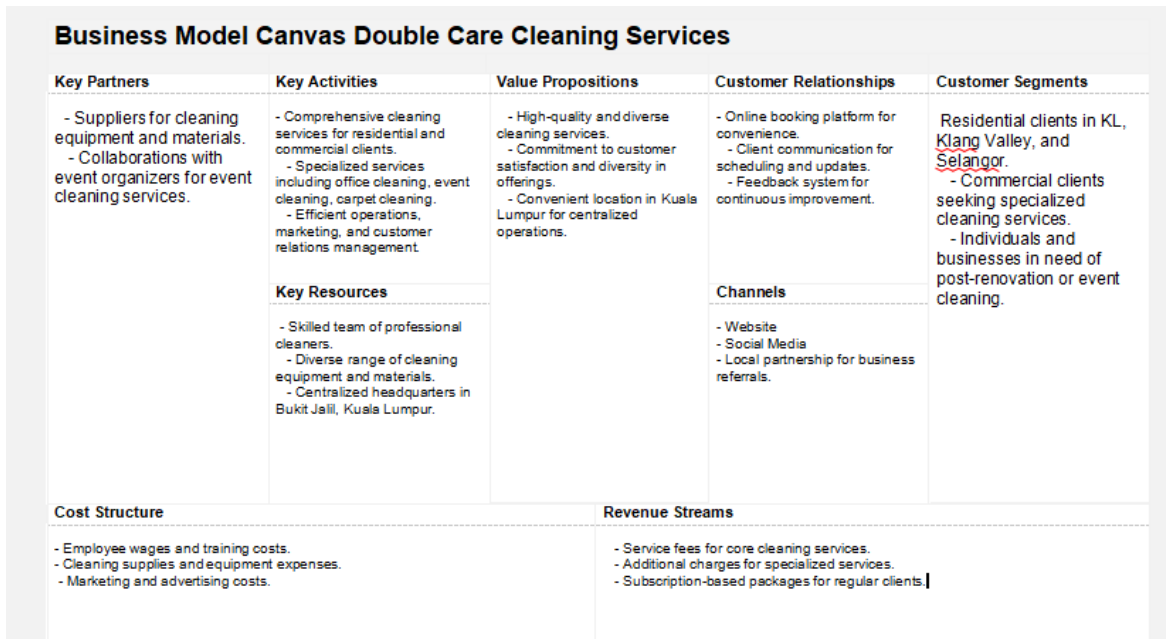 Business Model Canvas Double Care Cleaning Services
Key Partners
- Suppliers for cleaning
equipment and materials.
- Collaborations with
event organizers for event
cleaning services.
Key Activities
- Comprehensive cleaning
services for residential and
commercial clients.
- Specialized services
including office cleaning, event
cleaning, carpet cleaning.
- Efficient operations,
marketing, and customer
relations management.
Key Resources
- Skilled team of professional
cleaners.
- Diverse range of cleaning
equipment and materials.
- Centralized headquarters in
Bukit Jalil, Kuala Lumpur.
Value Propositions
- High-quality and diverse
cleaning services.
- Commitment to customer
satisfaction and diversity in
offerings.
- Convenient location in Kuala
Lumpur for centralized
operations.
Customer Relationships
- Online booking platform for
convenience.
- Client communication for
scheduling and updates.
- Feedback system for
continuous improvement.
Channels
- Website
- Social Media
- Local partnership for business
referrals.
Customer Segments
Residential clients in KL,
Klang Valley, and
Selangor.
- Commercial clients
seeking specialized
cleaning services.
- Individuals and
businesses in need of
post-renovation or event
cleaning.
Cost Structure
- Employee wages and training costs.
- Cleaning supplies and equipment expenses.
- Marketing and advertising costs.
Revenue Streams
- Service fees for core cleaning services.
- Additional charges for specialized services.
- Subscription-based packages for regular clients.